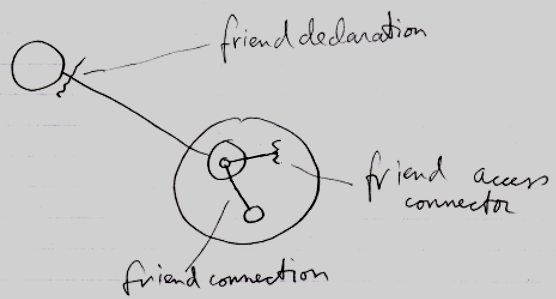 friend declaration
friend access
connector
friend connection